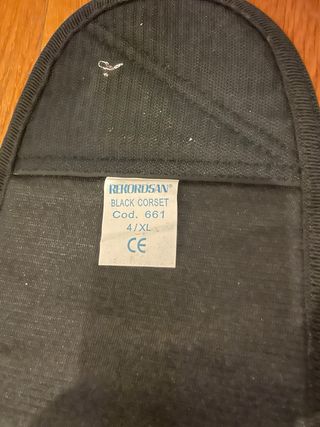 REKORDSAN®
BLACK CORSET
Cod. 661
4/XL
CE